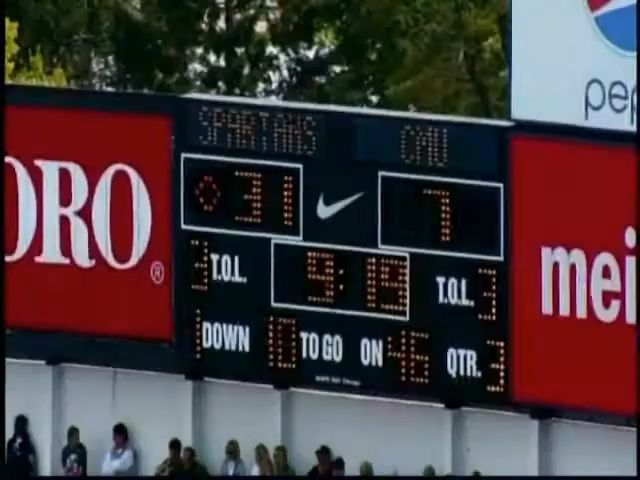 pep
SPARTANS CMU
ORO® 31 7
mei
3 T.O.L. 9:19 T.O.L. 3
1 DOWN 10 TO GO ON 46 QTR. 3